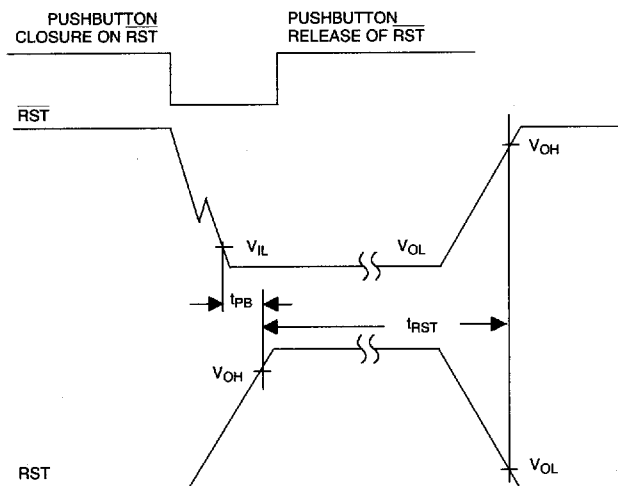 PUSHBUTTON
CLOSURE ON RST
PUSHBUTTON
RELEASE OF RST
RST
VOH
VIL
VOL
tPB
tRST
VOH
RST
VOL